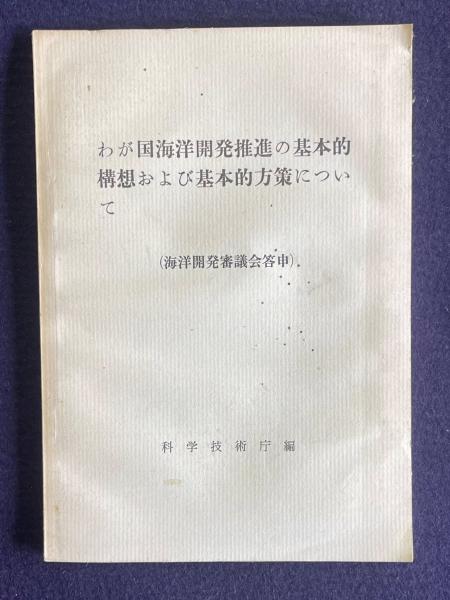 わが国海洋開発推進の基本的
構想および基本的方策につい
て
(海洋開発審議会答申)
科学技術庁編